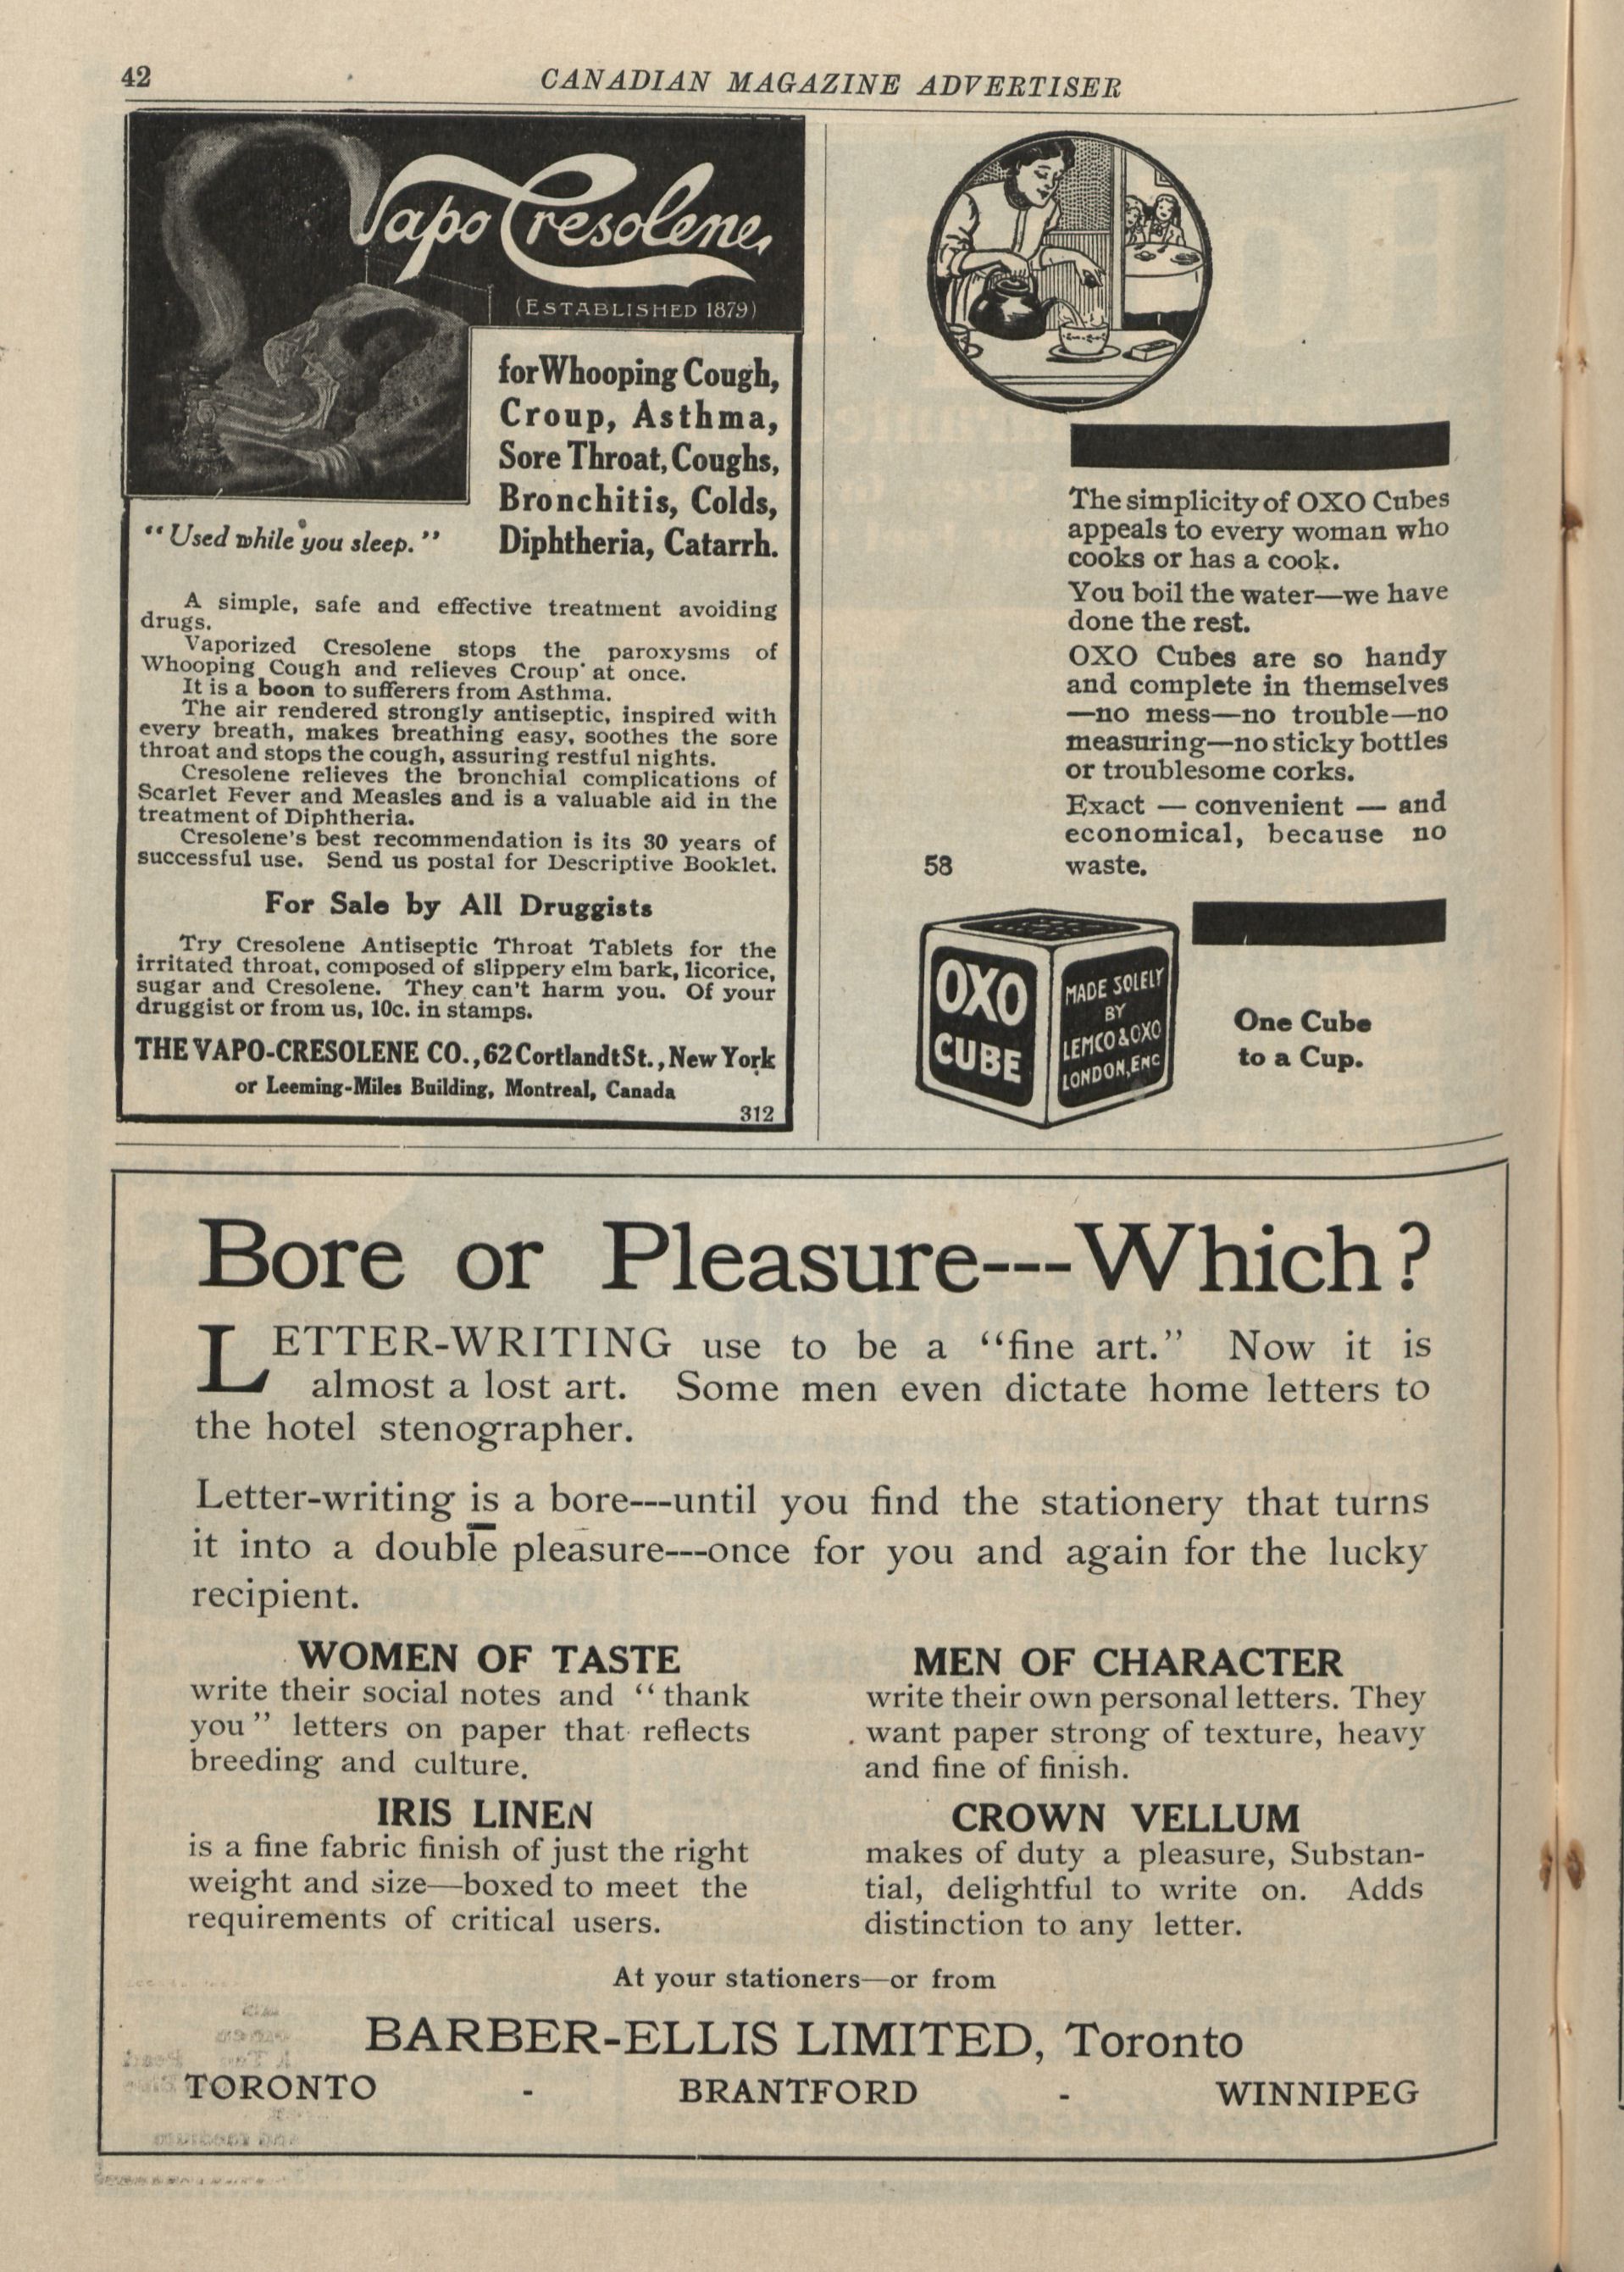 42
CANADIAN MAGAZINE ADVERTISER
Vapo Cresolene
(ESTABLISHED 1879)
for Whooping Cough,
Croup, Asthma,
Sore Throat, Coughs,
Bronchitis, Colds,
Diphtheria, Catarrh.
“Used while you sleep.”
A simple, safe and effective treatment avoiding
drugs.
Vaporized Cresolene stops the paroxysms of
Whooping Cough and relieves Croup at once.
It is a boon to sufferers from Asthma.
The air rendered strongly antiseptic, inspired with
every breath, makes breathing easy, soothes the sore
throat and stops the cough, assuring restful nights.
Cresolene relieves the bronchial complications of
Scarlet Fever and Measles and is a valuable aid in the
treatment of Diphtheria.
Cresolene's best recommendation is its 30 years of
successful use. Send us postal for Descriptive Booklet.
For Sale by All Druggists
Try Cresolene Antiseptic Throat Tablets for the
irritated throat, composed of slippery elm bark, licorice,
sugar and Cresolene. They can't harm you. Of your
druggist or from us, 10c. in stamps.
THE VAPO-CRESOLENE CO., 62 Cortlandt St., New York
or Leeming-Miles Building, Montreal, Canada
312
The simplicity of OXO Cubes
appeals to every woman who
cooks or has a cook.
You boil the water—we have
done the rest.
OXO Cubes are so handy
and complete in themselves
—no mess—no trouble—no
measuring—no sticky bottles
or troublesome corks.
Exact — convenient — and
economical, because no
waste.
58
OXO
CUBE
MADE SOLELY
BY
LEMCO & OXO
LONDON, ENG
One Cube
to a Cup.
Bore or Pleasure---Which?
LETTER-WRITING use to be a “fine art.” Now it is
almost a lost art. Some men even dictate home letters to
the hotel stenographer.
Letter-writing is a bore---until you find the stationery that turns
it into a double pleasure---once for you and again for the lucky
recipient.
WOMEN OF TASTE
write their social notes and “thank
you” letters on paper that reflects
breeding and culture.
IRIS LINEN
is a fine fabric finish of just the right
weight and size—boxed to meet the
requirements of critical users.
MEN OF CHARACTER
write their own personal letters. They
want paper strong of texture, heavy
and fine of finish.
CROWN VELLUM
makes of duty a pleasure, Substan-
tial, delightful to write on. Adds
distinction to any letter.
At your stationers—or from
BARBER-ELLIS LIMITED, Toronto
TORONTO - BRANTFORD - WINNIPEG